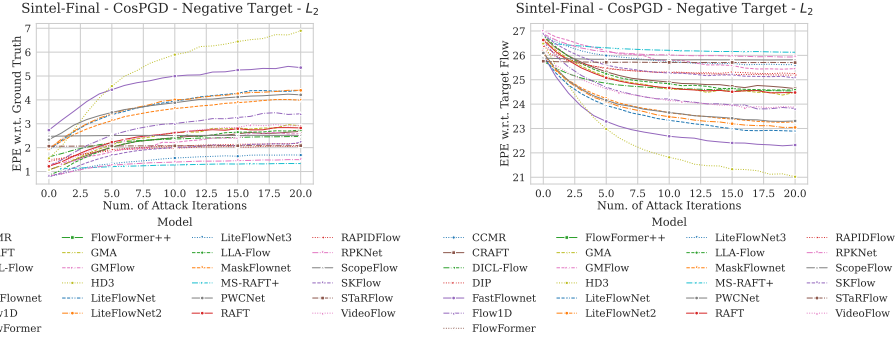 Sintel-Final - CosPGD - Negative Target - L2
EPE w.r.t. Ground Truth
7
6
5
4
3
2
1
0.0 2.5 5.0 7.5 10.0 12.5 15.0 17.5 20.0
Num. of Attack Iterations
Model
MR FlowFormer++ LiteFlowNet3 RAPIDFlow
FT GMA LLA-Flow RPKNet
L-Flow GMFlow MaskFlownet ScopeFlow
HD3 MS-RAFT+ SKFlow
Flownet LiteFlowNet PWCNet STaRFlow
1D LiteFlowNet2 RAFT VideoFlow
wFormer
Sintel-Final - CosPGD - Negative Target - L2
EPE w.r.t. Target Flow
27
26
25
24
23
22
21
0.0 2.5 5.0 7.5 10.0 12.5 15.0 17.5 20.0
Num. of Attack Iterations
Model
CCMR FlowFormer++ LiteFlowNet3 RAPIDFlow
CRAFT GMA LLA-Flow RPKNet
DICL-Flow GMFlow MaskFlownet ScopeFlow
DIP HD3 MS-RAFT+ SKFlow
FastFlownet LiteFlowNet PWCNet STaRFlow
Flow1D LiteFlowNet2 RAFT VideoFlow
FlowFormer